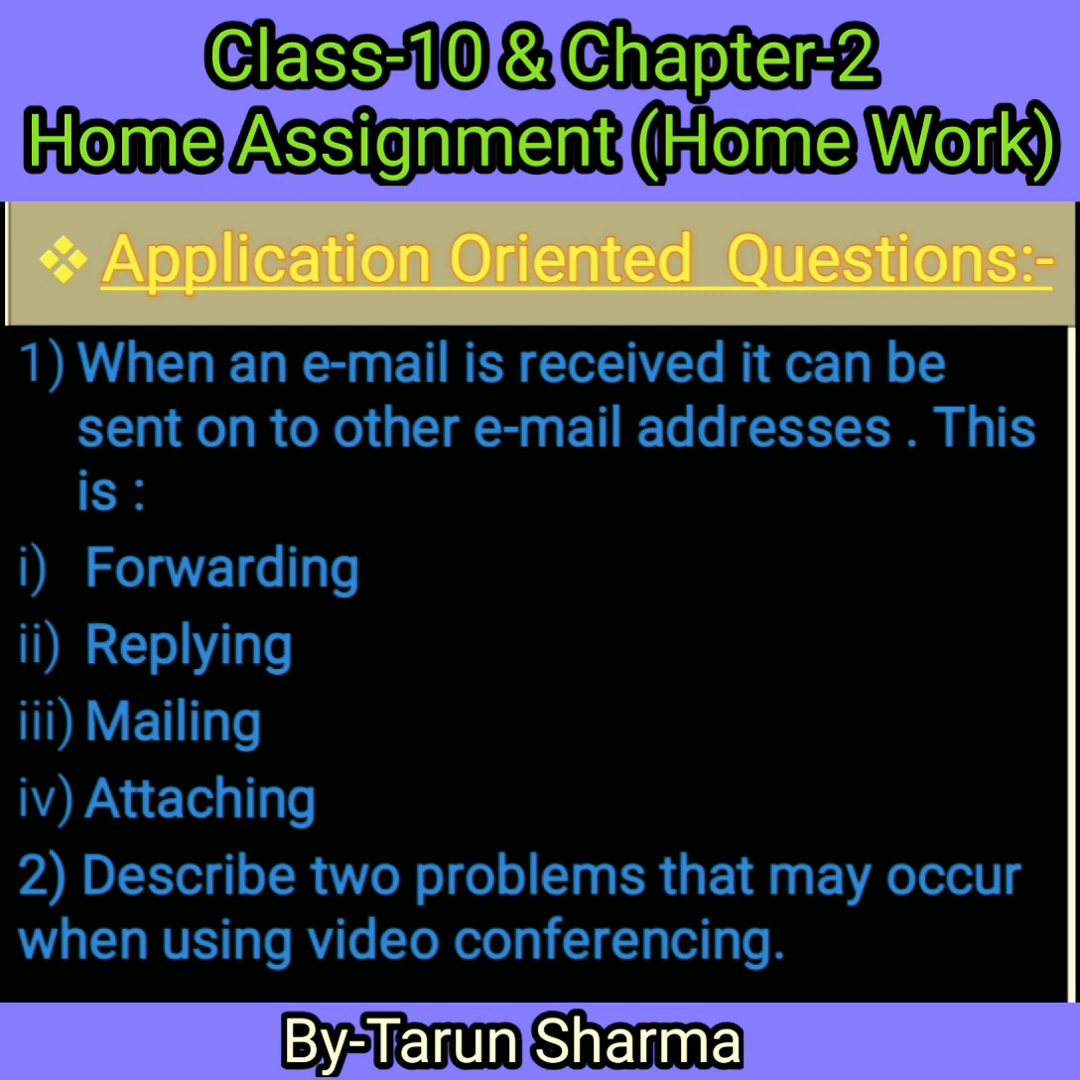 Class-10 & Chapter-2
Home Assignment (Home Work)
❖ Application Oriented Questions:-
1) When an e-mail is received it can be
sent on to other e-mail addresses . This
is :
i) Forwarding
ii) Replying
iii) Mailing
iv) Attaching
2) Describe two problems that may occur
when using video conferencing.
By-Tarun Sharma